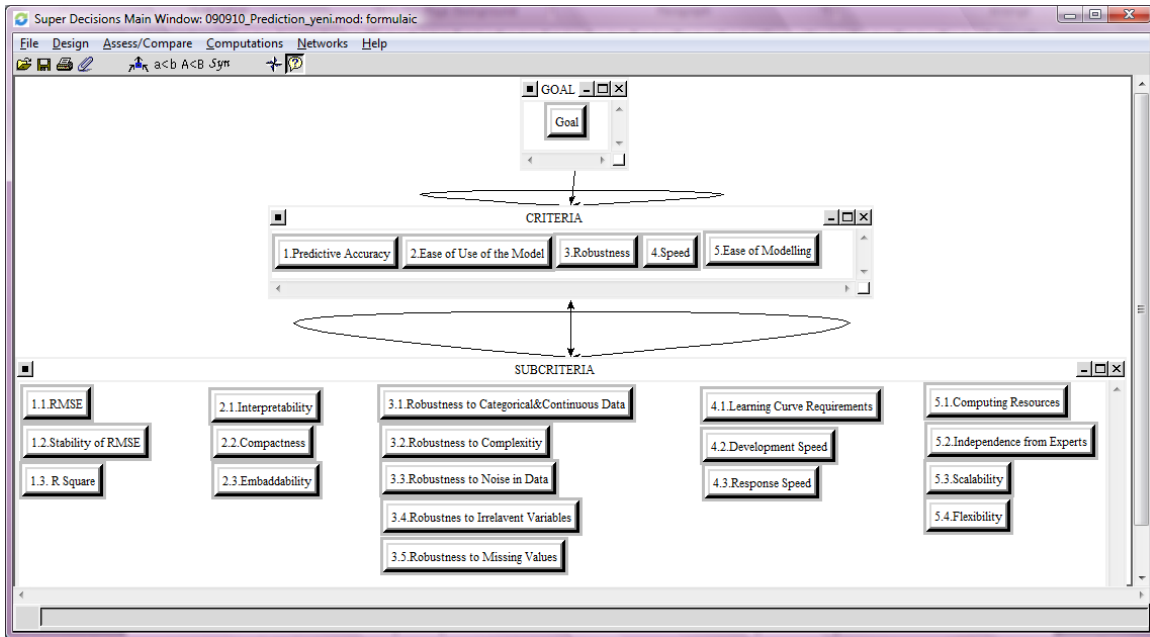 Super Decisions Main Window: 090910_Prediction_yeni.mod: formulaic
File Design Assess/Compare Computations Networks Help
a<b A<B Syn
GOAL
Goal
CRITERIA
1.Predictive Accuracy 2.Ease of Use of the Model 3.Robustness 4.Speed 5.Ease of Modelling
SUBCRITERIA
1.1.RMSE
1.2.Stability of RMSE
1.3. R Square
2.1.Interpretability
2.2.Compactness
2.3.Embaddability
3.1.Robustness to Categorical&Continuous Data
3.2.Robustness to Complexitiy
3.3.Robustness to Noise in Data
3.4.Robustnes to Irrelavent Variables
3.5.Robustness to Missing Values
4.1.Learning Curve Requirements
4.2.Development Speed
4.3.Response Speed
5.1.Computing Resources
5.2.Independence from Experts
5.3.Scalability
5.4.Flexibility